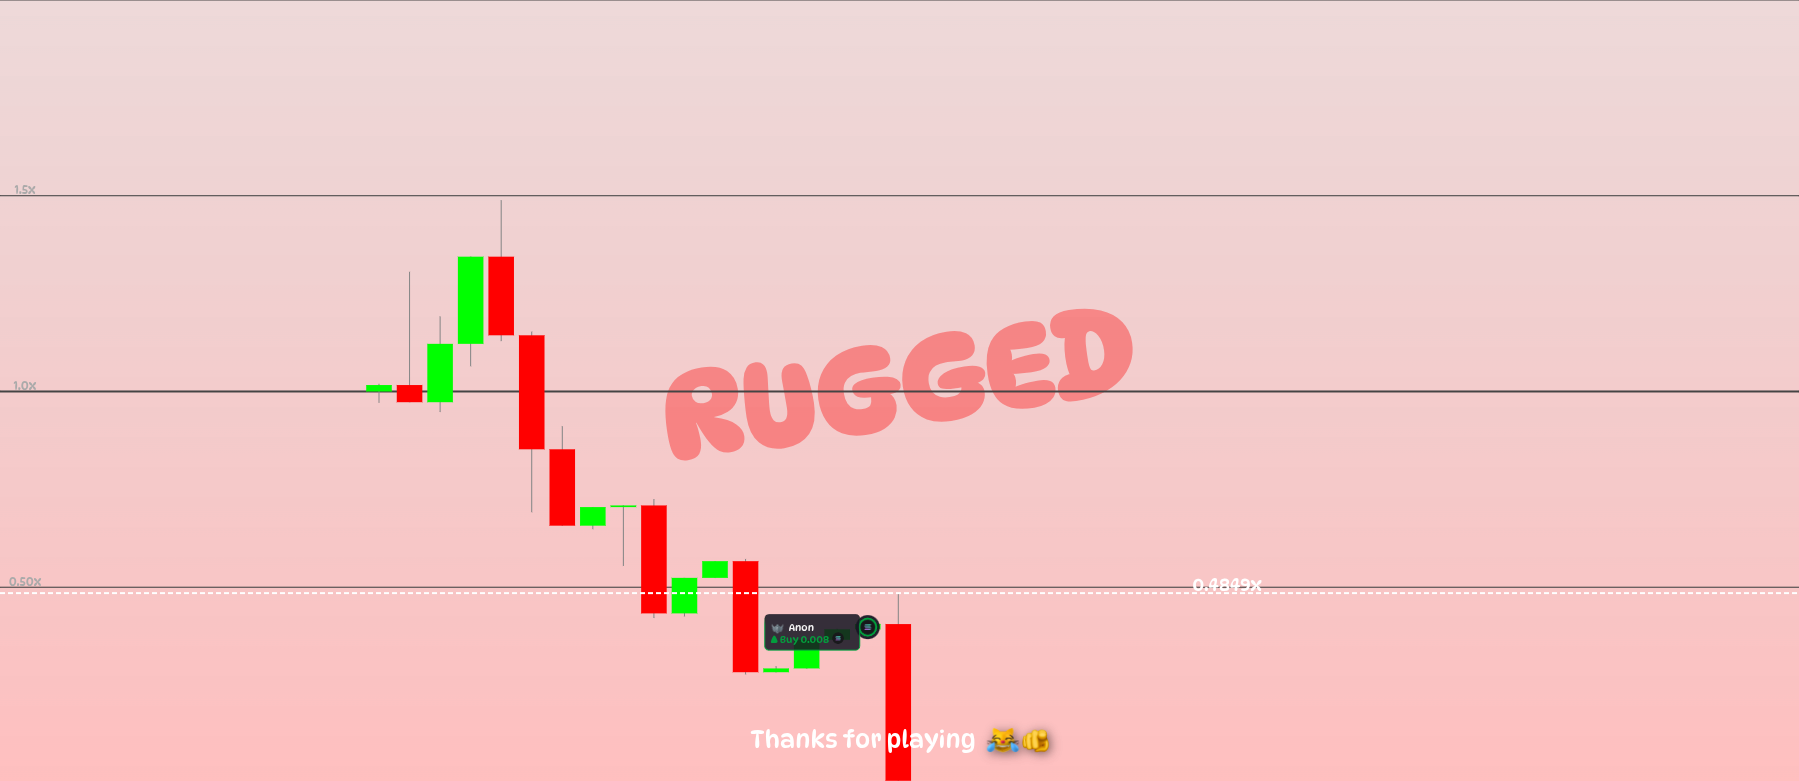 1.5x
RUGGED
1.0x
0.50x
0.4849x
Anon
Buy 0.008
Thanks for playing 😹🫵